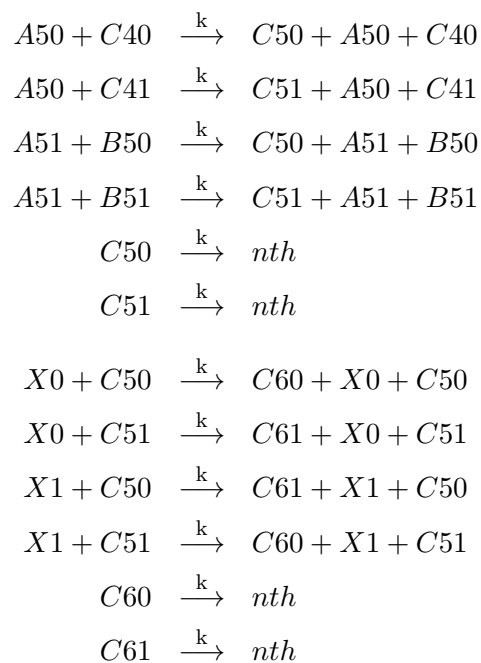 A50 + C40 →k C50 + A50 + C40
A50 + C41 →k C51 + A50 + C41
A51 + B50 →k C50 + A51 + B50
A51 + B51 →k C51 + A51 + B51
C50 →k nth
C51 →k nth
X0 + C50 →k C60 + X0 + C50
X0 + C51 →k C61 + X0 + C51
X1 + C50 →k C61 + X1 + C50
X1 + C51 →k C60 + X1 + C51
C60 →k nth
C61 →k nth